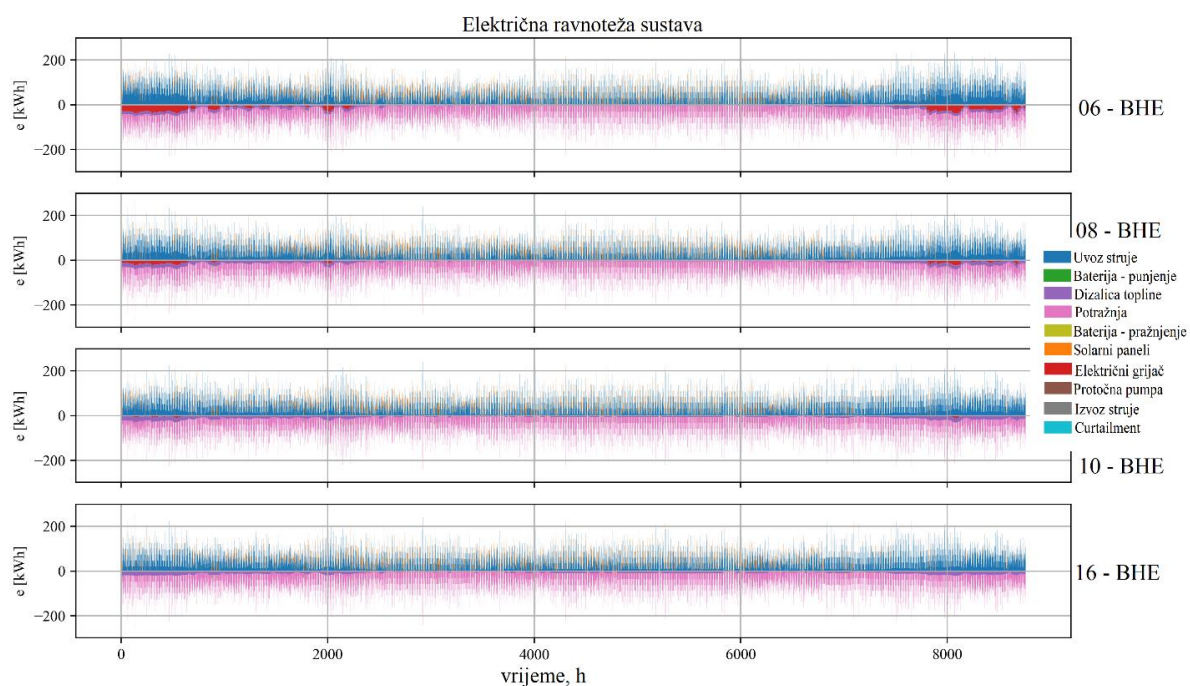 Električna ravnoteža sustava
200
0
−200
e [kWh]
06 - BHE
200
0
−200
e [kWh]
08 - BHE
Uvoz struje
Baterija - punjenje
Dizalica topline
Potražnja
Baterija - pražnjenje
Solarni paneli
Električni grijač
Protočna pumpa
Izvoz struje
Curtailment
200
0
−200
e [kWh]
10 - BHE
200
0
−200
e [kWh]
16 - BHE
0 2000 4000 6000 8000
vrijeme, h